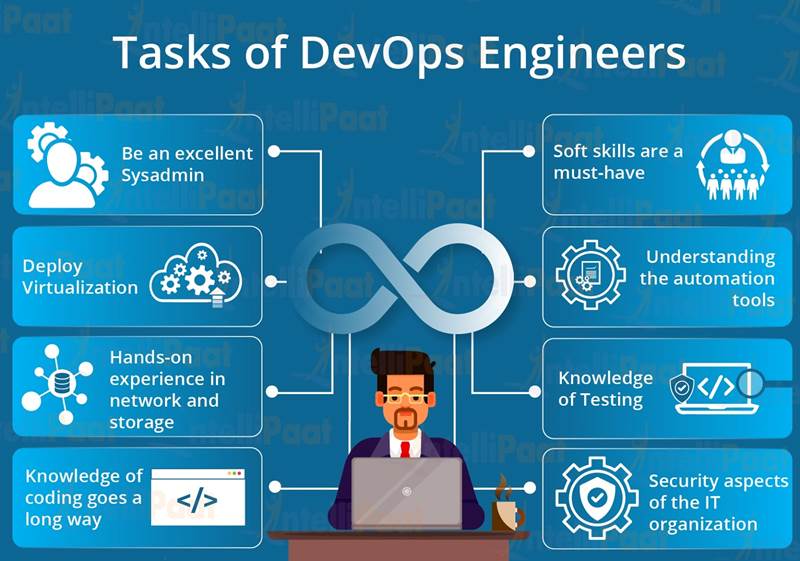 Tasks of DevOps Engineers
Be an excellent
Sysadmin
Deploy
Virtualization
Hands-on
experience in
network and
storage
Knowledge of
coding goes a
long way
</>
Soft skills are a
must-have
Understanding
the automation
tools
Knowledge
of Testing
</>
Security aspects
of the IT
organization
IntelliPaat